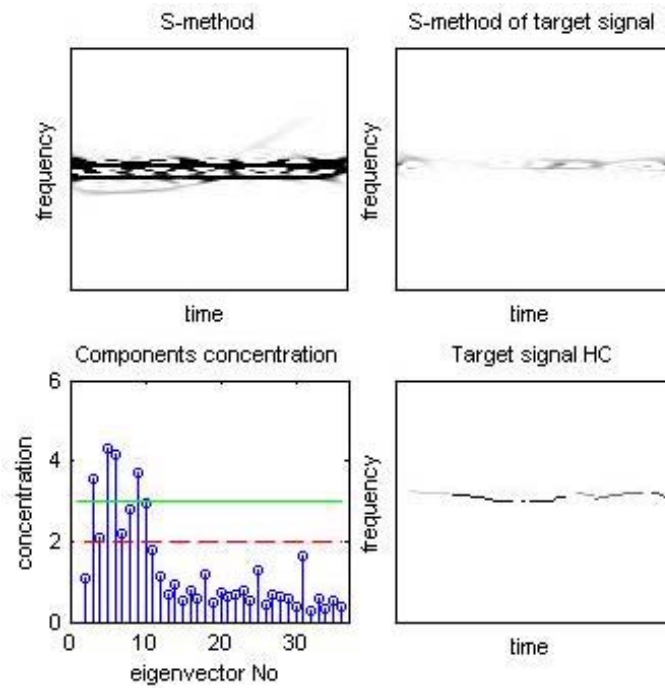 S-method
frequency
time
S-method of target signal
frequency
time
Components concentration
concentration
6
4
2
0
0
10
20
30
eigenvector No
Target signal HC
frequency
time